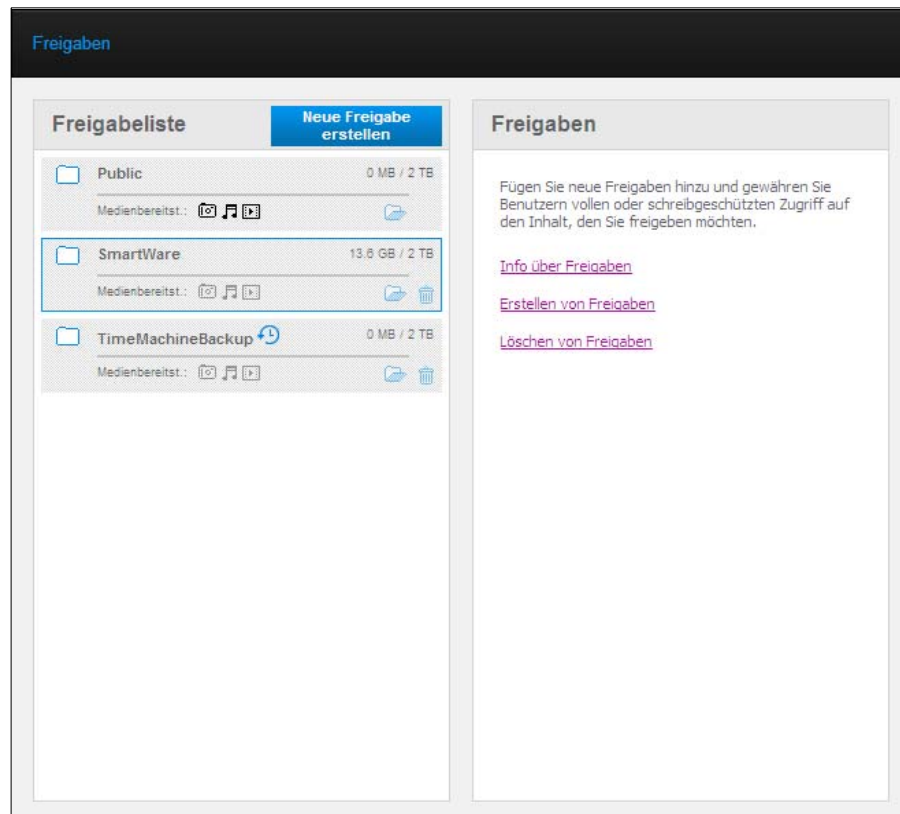 Freigaben
Freigabeliste
Neue Freigabe
erstellen
Public
0 MB / 2 TB
Medienbereitst.:
SmartWare
13.6 GB / 2 TB
Medienbereitst.:
TimeMachineBackup
0 MB / 2 TB
Medienbereitst.:
Freigaben
Fügen Sie neue Freigaben hinzu und gewähren Sie
Benutzern vollen oder schreibgeschützten Zugriff auf
den Inhalt, den Sie freigeben möchten.
Info über Freigaben
Erstellen von Freigaben
Löschen von Freigaben